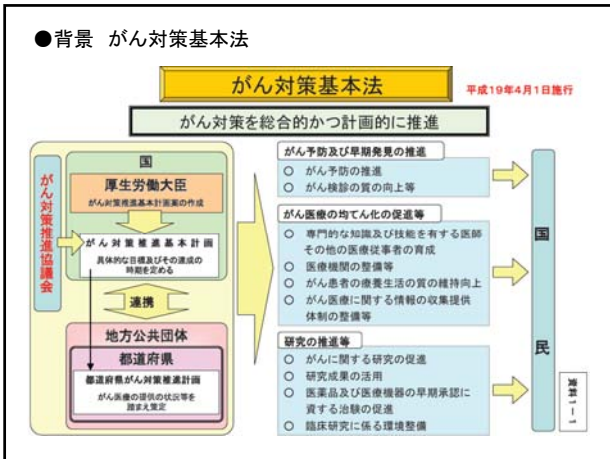 ●背景 がん対策基本法
がん対策基本法
平成19年4月1日施行
がん対策を総合的かつ計画的に推進
がん対策推進協議会
国
厚生労働大臣
がん対策推進基本計画案の作成
がん対策推進基本計画
具体的な目標及びその達成の
時期を定める
連携
地方公共団体
都道府県
都道府県がん対策推進計画
がん医療の提供の状況等を
踏まえ策定
がん予防及び早期発見の推進
○ がん予防の推進
○ がん検診の質の向上等
がん医療の均てん化の促進等
○ 専門的な知識及び技能を有する医師
その他の医療従事者の育成
○ 医療機関の整備等
○ がん患者の療養生活の質の維持向上
○ がん医療に関する情報の収集提供
体制の整備等
研究の推進等
○ がんに関する研究の促進
○ 研究成果の活用
○ 医薬品及び医療機器の早期承認に
資する治験の促進
○ 臨床研究に係る環境整備
国民
資料1-1